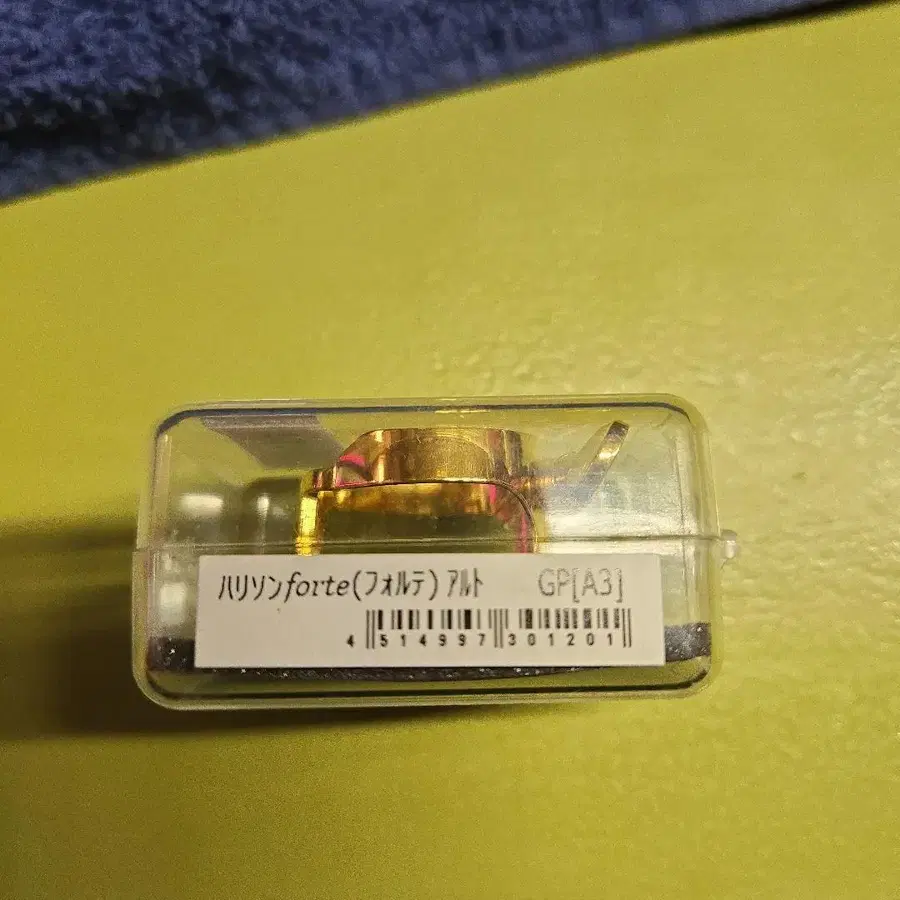 ﾊﾘｿﾝforte(ﾌｫﾙﾃ) ｱﾙﾄ GP[A3]
4 514997 301201